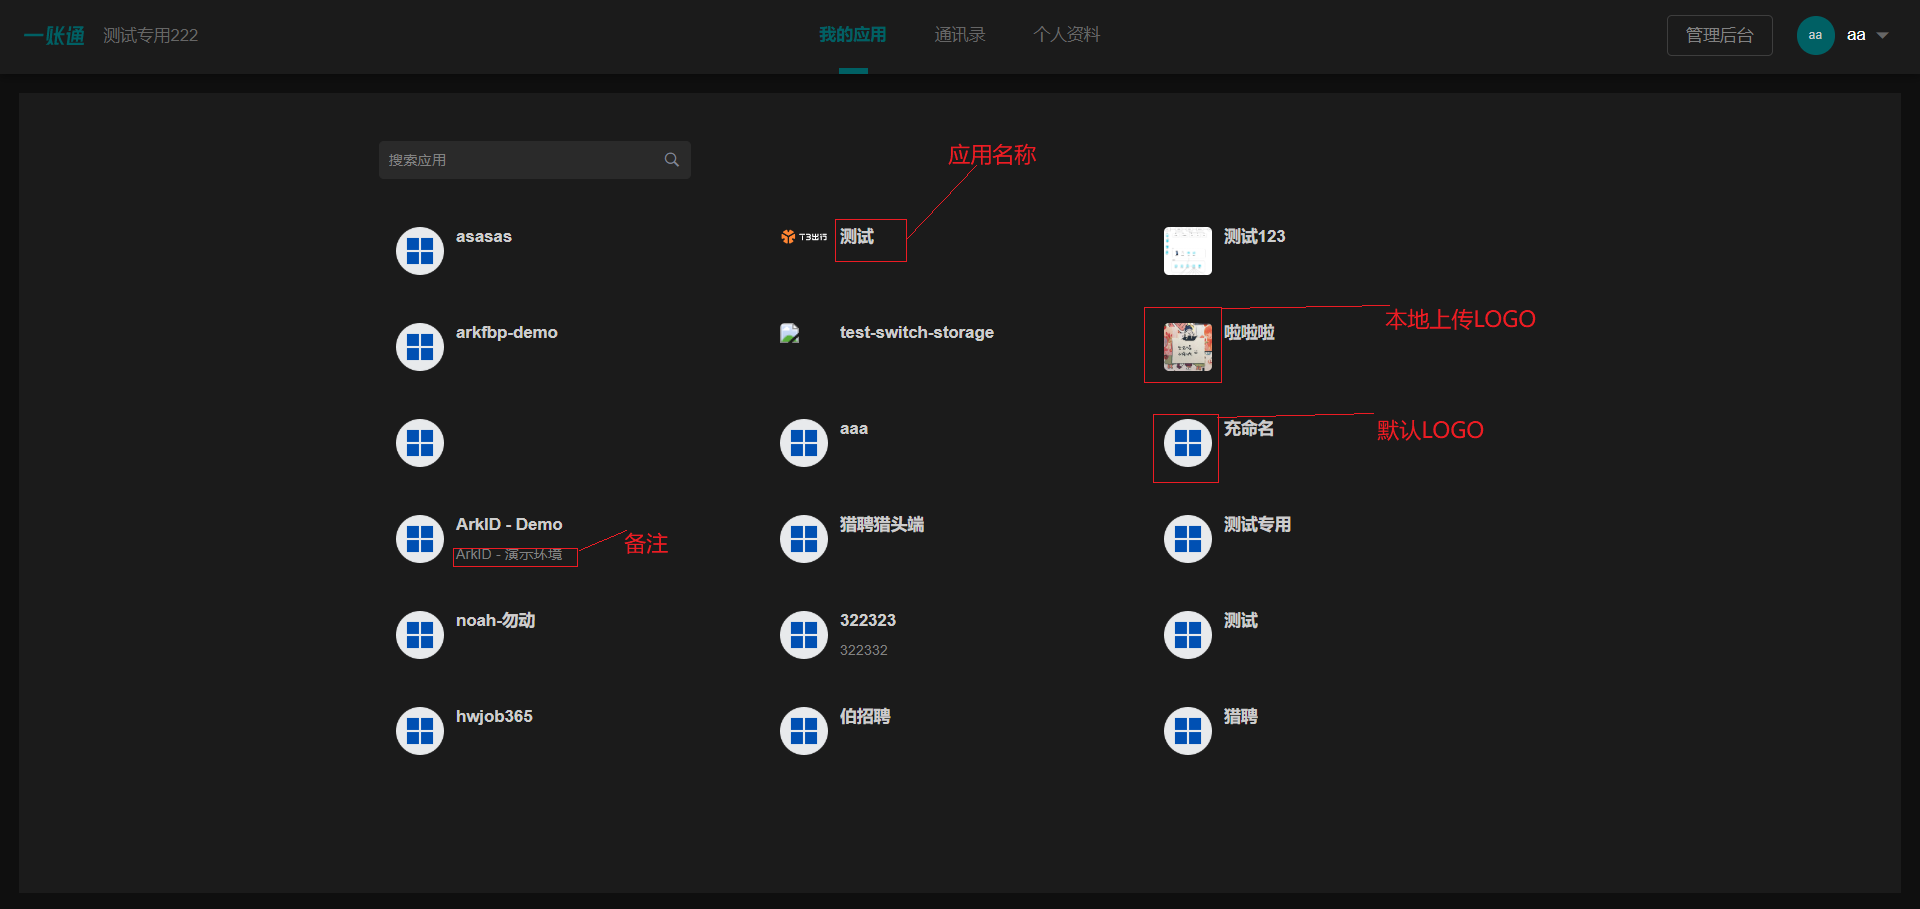 一账通 测试专用222 我的应用 通讯录 个人资料 管理后台 aa aa
搜索应用
应用名称
asasas T3出行 测试 测试123
arkfbp-demo test-switch-storage 啦啦啦 本地上传LOGO
aaa 充命名 默认LOGO
ArkID - Demo 猎聘猎头端 测试专用
ArkID - 演示环境 备注
noah-勿动 322323 测试
322332
hwjob365 伯招聘 猎聘